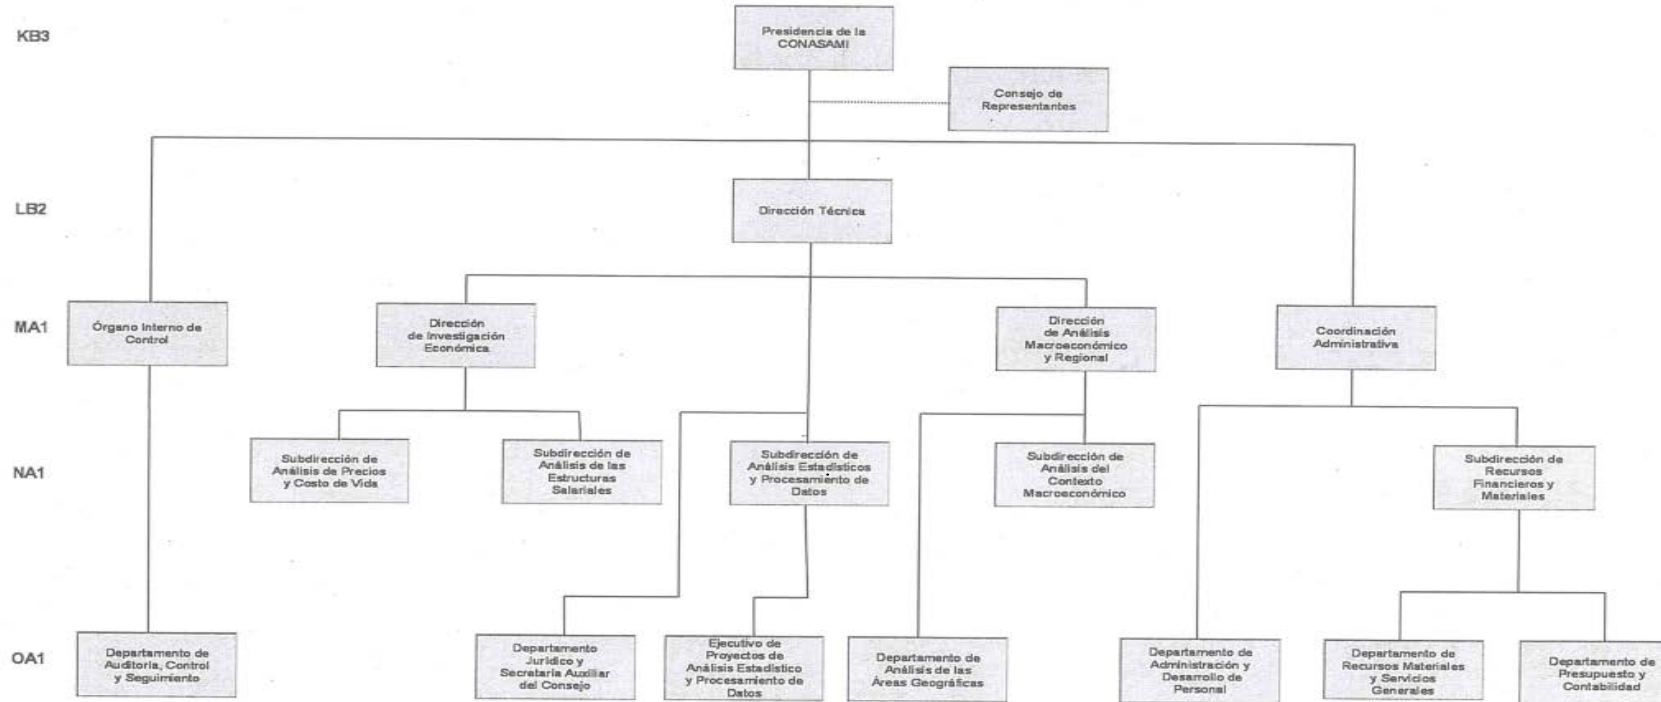 KB3
Presidencia de la
CONASAMI
Consejo de
Representantes
LB2
Dirección Técnica
MA1
Órgano Interno de
Control
Dirección
de Investigación
Económica
Dirección
de Análisis
Macroeconómico
y Regional
Coordinación
Administrativa
NA1
Subdirección de
Análisis de Precios
y Costo de Vida
Subdirección de
Análisis de las
Estructuras
Salariales
Subdirección de
Análisis Estadísticos
y Procesamiento de
Datos
Subdirección de
Análisis del
Contexto
Macroeconómico
Subdirección de
Recursos
Financieros y
Materiales
OA1
Departamento de
Auditoría, Control
y Seguimiento
Departamento
Jurídico y
Secretaría Auxiliar
del Consejo
Ejecutivo de
Proyectos de
Análisis Estadístico
y Procesamiento de
Datos
Departamento de
Análisis de las
Áreas Geográficas
Departamento de
Administración y
Desarrollo de
Personal
Departamento de
Recursos Materiales
y Servicios
Generales
Departamento de
Presupuesto y
Contabilidad